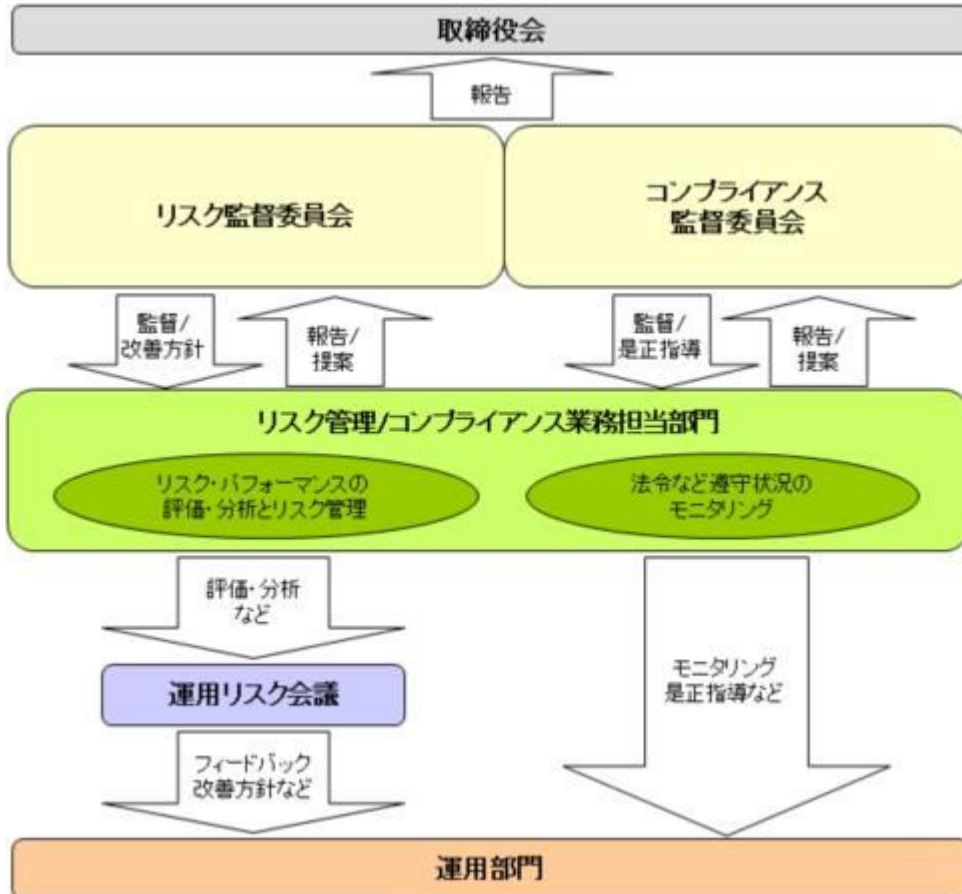 取締役会
報告
リスク監督委員会
コンプライアンス
監督委員会
監督/
改善方針
報告/
提案
監督/
是正指導
報告/
提案
リスク管理/コンプライアンス業務担当部門
リスク・パフォーマンスの
評価・分析とリスク管理
法令など遵守状況の
モニタリング
評価・分析
など
運用リスク会議
モニタリング
是正指導など
フィードバック
改善方針など
運用部門